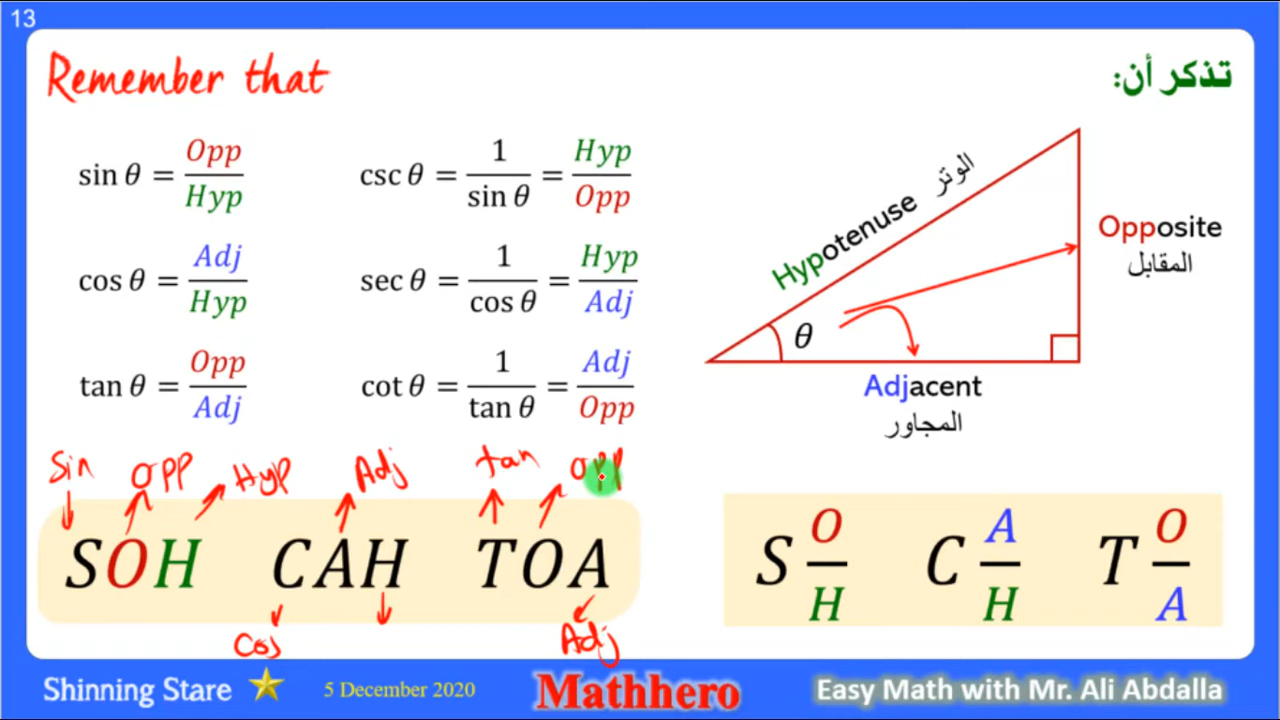 13
Remember that
تذكر أن:
sin θ = Opp/Hyp
csc θ = 1/sin θ = Hyp/Opp
cos θ = Adj/Hyp
sec θ = 1/cos θ = Hyp/Adj
tan θ = Opp/Adj
cot θ = 1/tan θ = Adj/Opp
Hypotenuse الوتر
Opposite
المقابل
θ
Adjacent
المجاور
Sin OPP Hyp Adj tan OPP
SOH CAH TOA
Cos Adj
S O/H C A/H T O/A
Shinning Stare
5 December 2020
Mathhero
Easy Math with Mr. Ali Abdalla